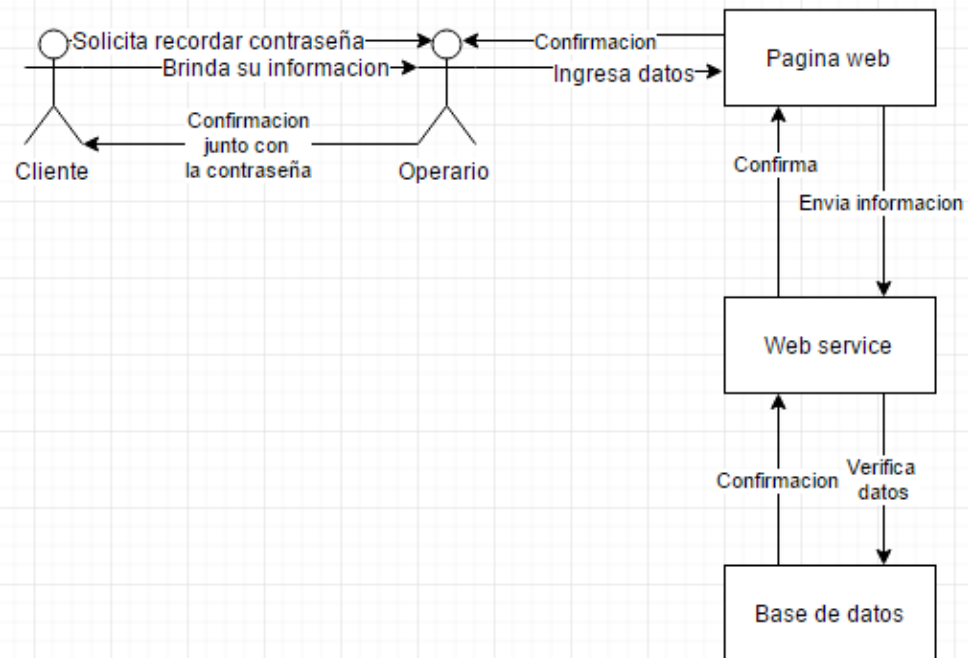 Solicita recordar contraseña
Confirmacion
Brinda su informacion
Ingresa datos
Pagina web
Confirmacion
junto con
la contraseña
Cliente
Operario
Confirma
Envia informacion
Web service
Confirmacion
Verifica
datos
Base de datos